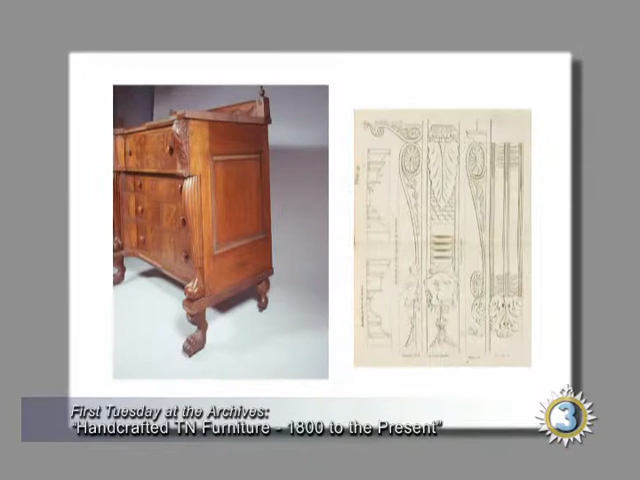 First Tuesday at the Archives:
"Handcrafted TN Furniture - 1800 to the Present"
3